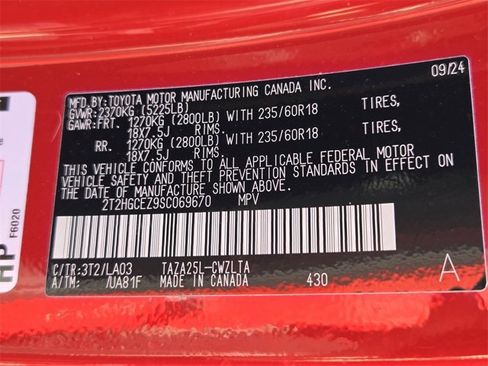 09/24
MFD.BY:TOYOTA MOTOR MANUFACTURING CANADA INC.
GVWR:2370KG (5225LB)
GAWR:FRT. 1270KG (2800LB) WITH 235/60R18 TIRES,
18X7.5J RIMS.
RR. 1270KG (2800LB) WITH 235/60R18 TIRES,
18X7.5J RIMS.
THIS VEHICLE CONFORMS TO ALL APPLICABLE FEDERAL MOTOR
VEHICLE SAFETY AND THEFT PREVENTION STANDARDS IN EFFECT ON
THE DATE OF MANUFACTURE SHOWN ABOVE.
2T2HGCEZ9SC069670 MPV
C/TR:3T2/LA03 TAZA25L-CWZLTA
A/TM: /UA81F MADE IN CANADA 430 A
HP F6020